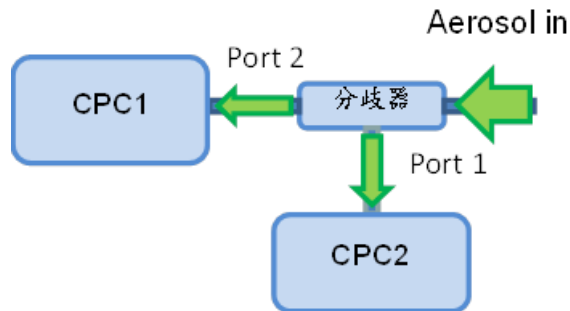 Aerosol in
Port 2
CPC1
分歧器
Port 1
CPC2